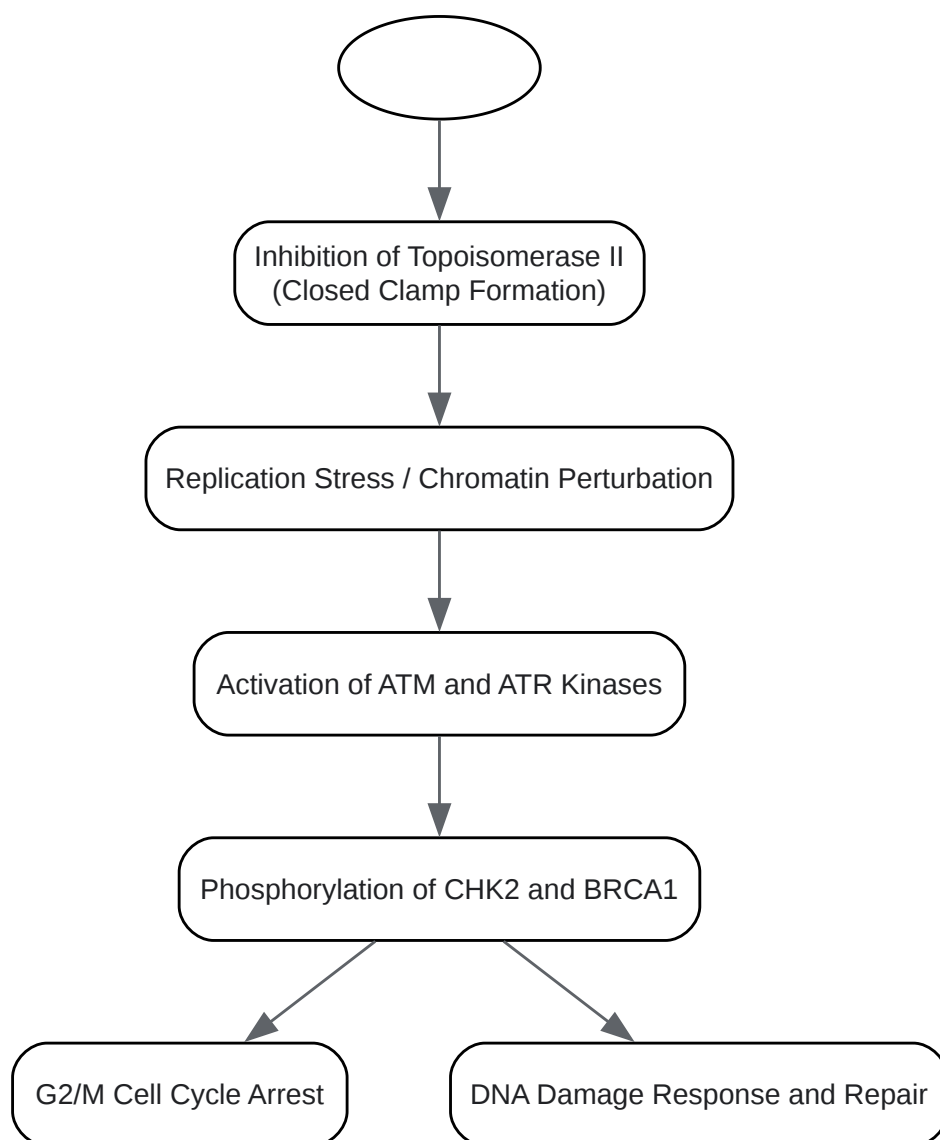 Inhibition of Topoisomerase II
(Closed Clamp Formation)
Replication Stress / Chromatin Perturbation
Activation of ATM and ATR Kinases
Phosphorylation of CHK2 and BRCA1
G2/M Cell Cycle Arrest
DNA Damage Response and Repair